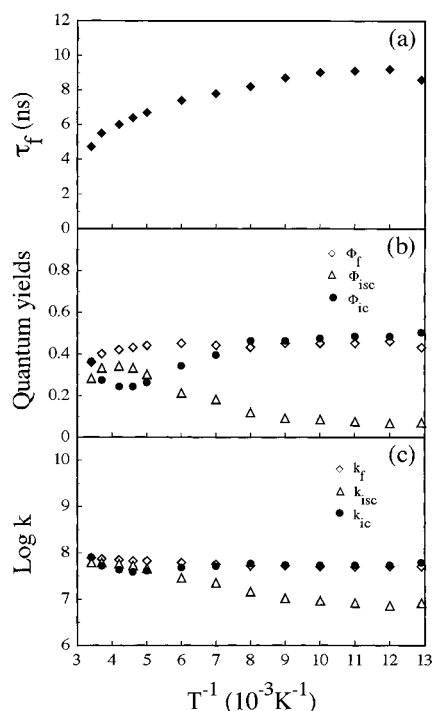 12
10
8
6
4
2
0
τf (ns)
(a)
0.8
0.6
0.4
0.2
0
Quantum yields
(b)
Φf
Φisc
Φic
10
9
8
7
6
Log k
(c)
kf
kisc
kic
3 4 5 6 7 8 9 10 11 12 13
T-1 (10-3K-1)